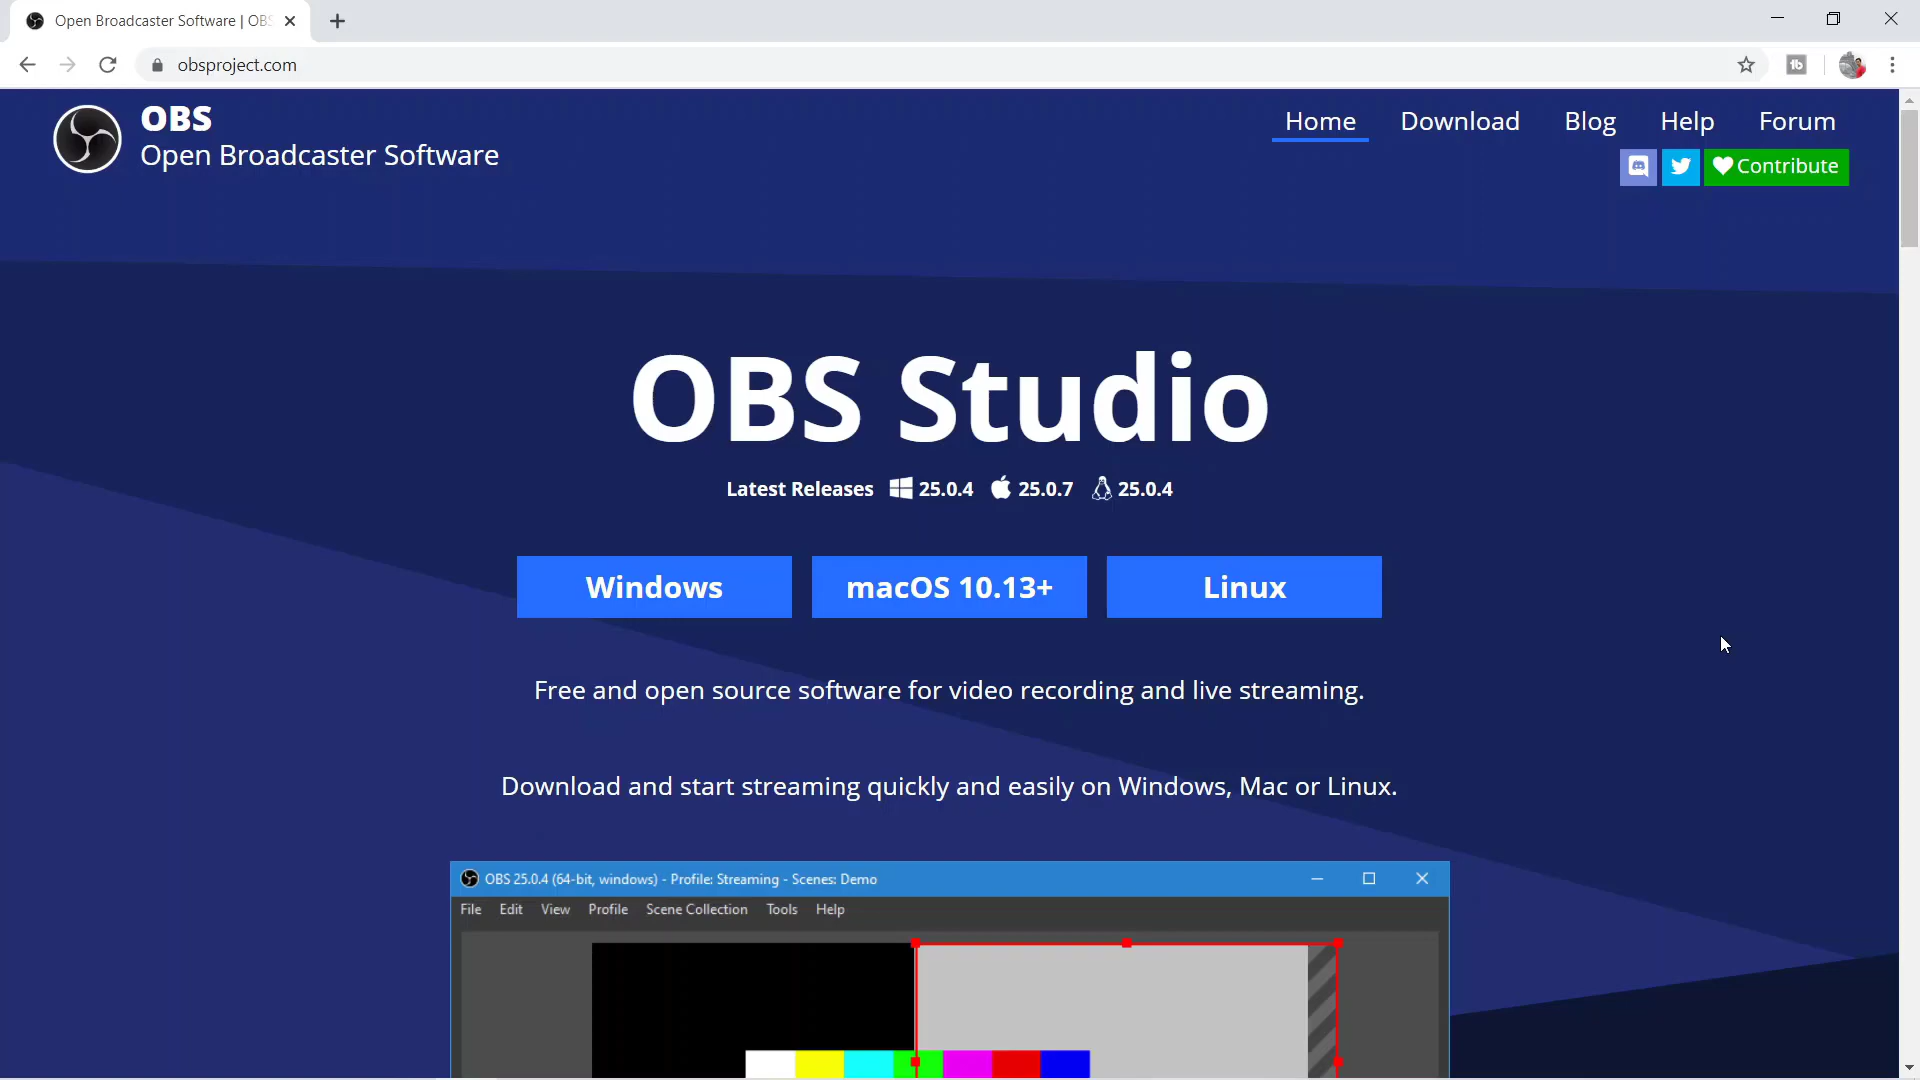 Open Broadcaster Software | OBS
obsproject.com
OBS
Open Broadcaster Software
Home Download Blog Help Forum
Contribute
OBS Studio
Latest Releases 25.0.4 25.0.7 25.0.4
Windows macOS 10.13+ Linux
Free and open source software for video recording and live streaming.
Download and start streaming quickly and easily on Windows, Mac or Linux.
OBS 25.0.4 (64-bit, windows) - Profile: Streaming - Scenes: Demo
File Edit View Profile Scene Collection Tools Help